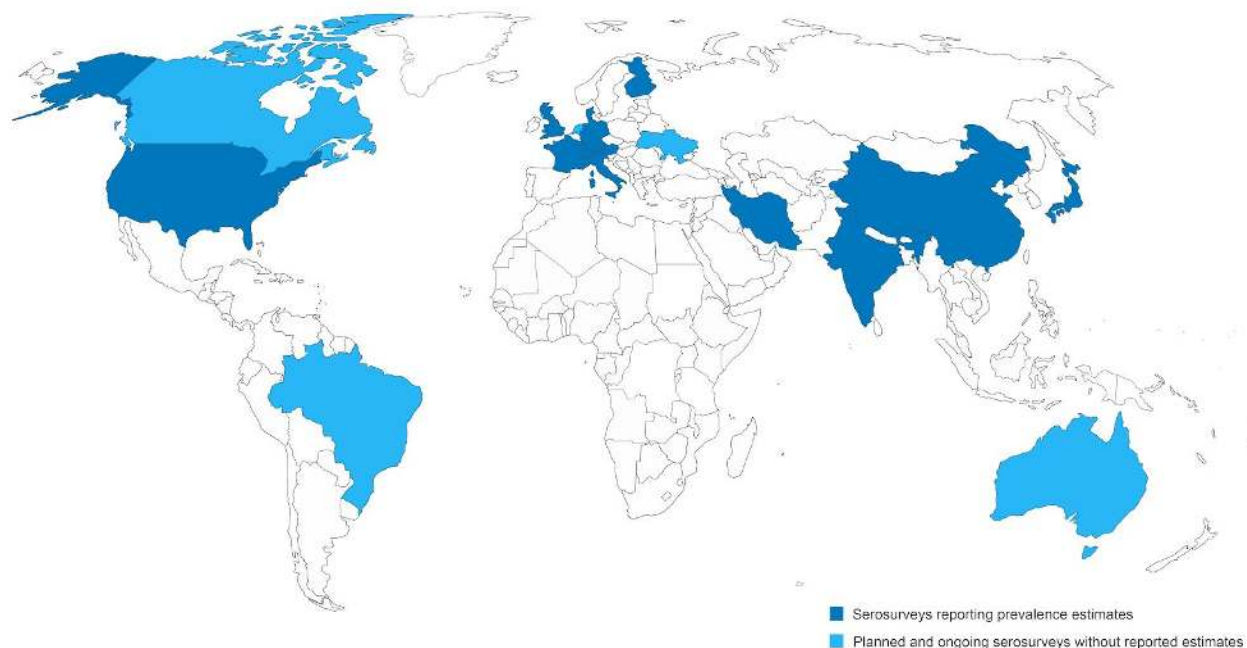 Serosurveys reporting prevalence estimates
Planned and ongoing serosurveys without reported estimates